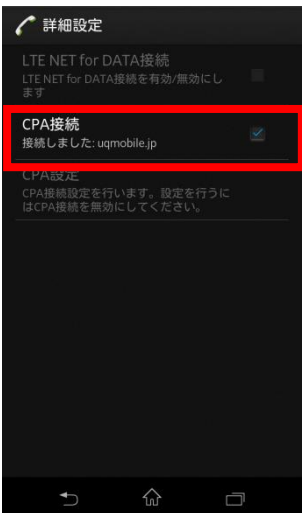 詳細設定
LTE NET for DATA接続
LTE NET for DATA接続を有効/無効にし
ます
CPA接続
接続しました: uqmobile.jp
CPA設定
CPA接続設定を行います。設定を行うに
はCPA接続を無効にしてください。